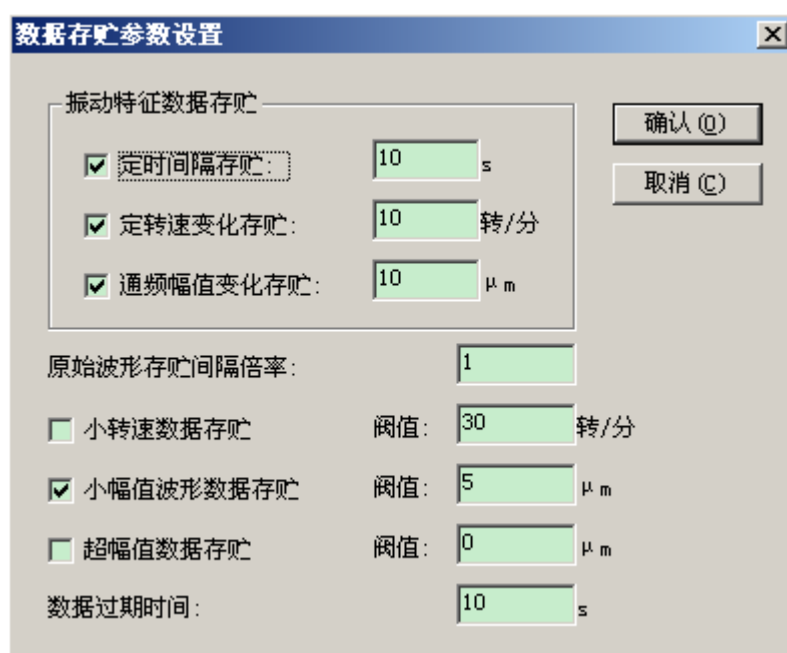 数据存贮参数设置
振动特征数据存贮
确认(O)
定时间隔存贮: 10 s
取消(C)
定转速变化存贮: 10 转/分
通频幅值变化存贮: 10 μm
原始波形存贮间隔倍率: 1
小转速数据存贮 阀值: 30 转/分
小幅值波形数据存贮 阀值: 5 μm
超幅值数据存贮 阀值: 0 μm
数据过期时间: 10 s